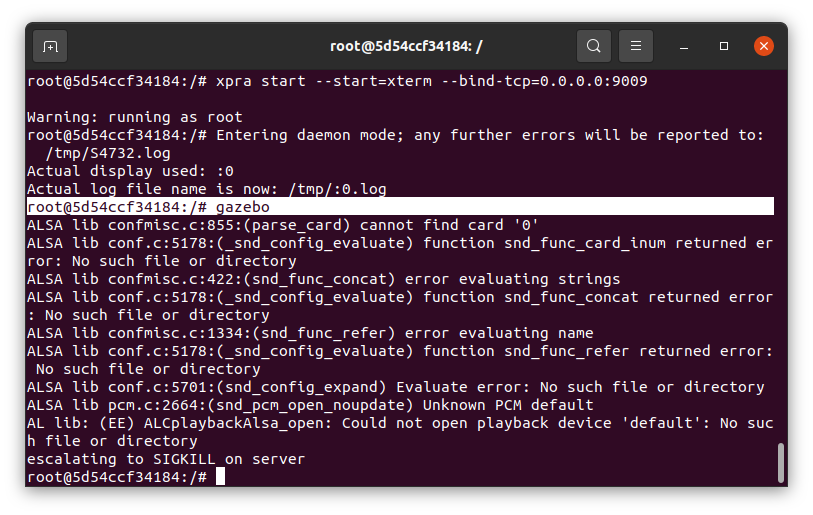 root@5d54ccf34184: /
root@5d54ccf34184:/# xpra start --start=xterm --bind-tcp=0.0.0.0:9009
Warning: running as root
root@5d54ccf34184:/# Entering daemon mode; any further errors will be reported to:
  /tmp/S4732.log
Actual display used: :0
Actual log file name is now: /tmp/:0.log
root@5d54ccf34184:/# gazebo
ALSA lib confmisc.c:855:(parse_card) cannot find card '0'
ALSA lib conf.c:5178:(_snd_config_evaluate) function snd_func_card_inum returned er
ror: No such file or directory
ALSA lib confmisc.c:422:(snd_func_concat) error evaluating strings
ALSA lib conf.c:5178:(_snd_config_evaluate) function snd_func_concat returned error
: No such file or directory
ALSA lib confmisc.c:1334:(snd_func_refer) error evaluating name
ALSA lib conf.c:5178:(_snd_config_evaluate) function snd_func_refer returned error:
 No such file or directory
ALSA lib conf.c:5701:(snd_config_expand) Evaluate error: No such file or directory
ALSA lib pcm.c:2664:(snd_pcm_open_noupdate) Unknown PCM default
AL lib: (EE) ALCplaybackAlsa_open: Could not open playback device 'default': No suc
h file or directory
escalating to SIGKILL on server
root@5d54ccf34184:/#